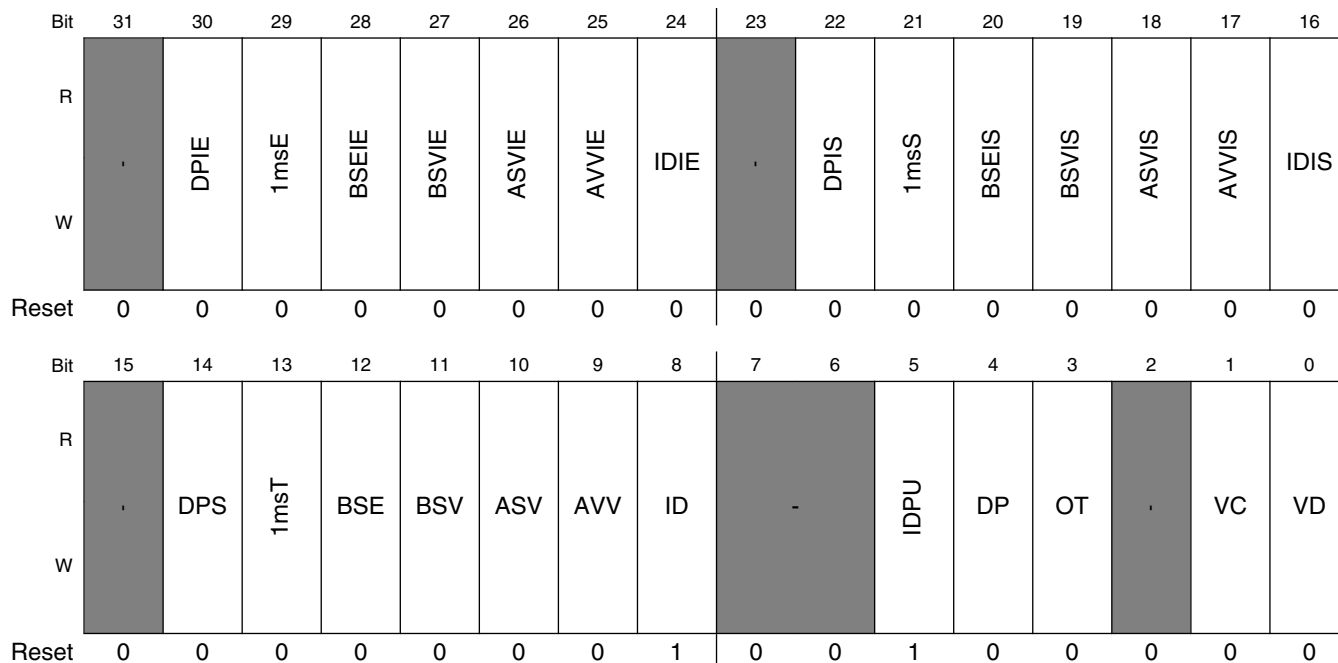 Bit 31 30 29 28 27 26 25 24 23 22 21 20 19 18 17 16
R
- DPIE 1msE BSEIE BSVIE ASVIE AVVIE IDIE - DPIS 1msS BSEIS BSVIS ASVIS AVVIS IDIS
W
Reset 0 0 0 0 0 0 0 0 0 0 0 0 0 0 0 0
Bit 15 14 13 12 11 10 9 8 7 6 5 4 3 2 1 0
R
- DPS 1msT BSE BSV ASV AVV ID - IDPU DP OT - VC VD
W
Reset 0 0 0 0 0 0 0 1 0 0 1 0 0 0 0 0